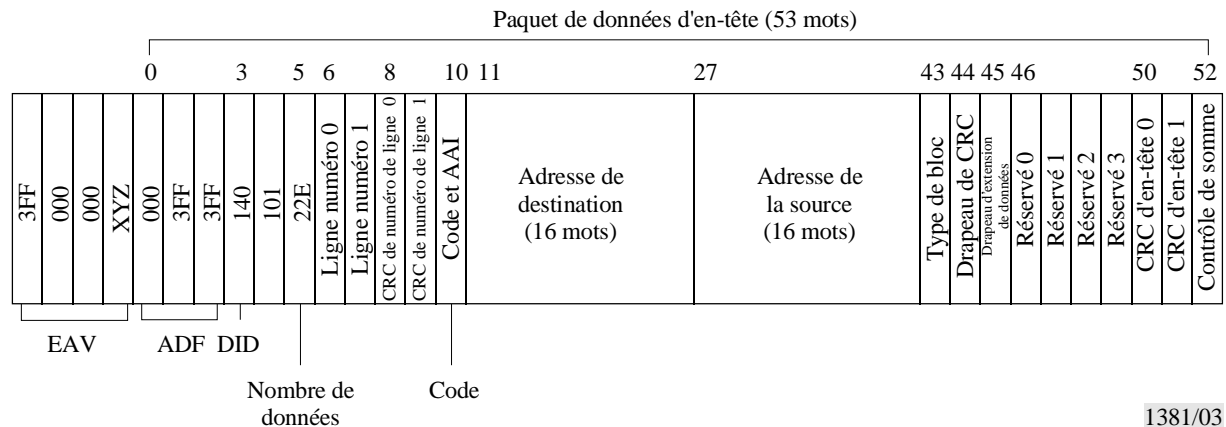 Paquet de données d'en-tête (53 mots)
0 3 5 6 8 10 11 27 43 44 45 46 50 52
3FF
000
000
XYZ
000
3FF
3FF
140
101
22E
Ligne numéro 0
Ligne numéro 1
CRC de numéro de ligne 0
CRC de numéro de ligne 1
Code et AAI
Adresse de
destination
(16 mots)
Adresse de
la source
(16 mots)
Type de bloc
Drapeau de CRC
Drapeau d'extension
de données
Réservé 0
Réservé 1
Réservé 2
Réservé 3
CRC d'en-tête 0
CRC d'en-tête 1
Contrôle de somme
EAV ADF DID
Nombre de
données
Code
1381/03